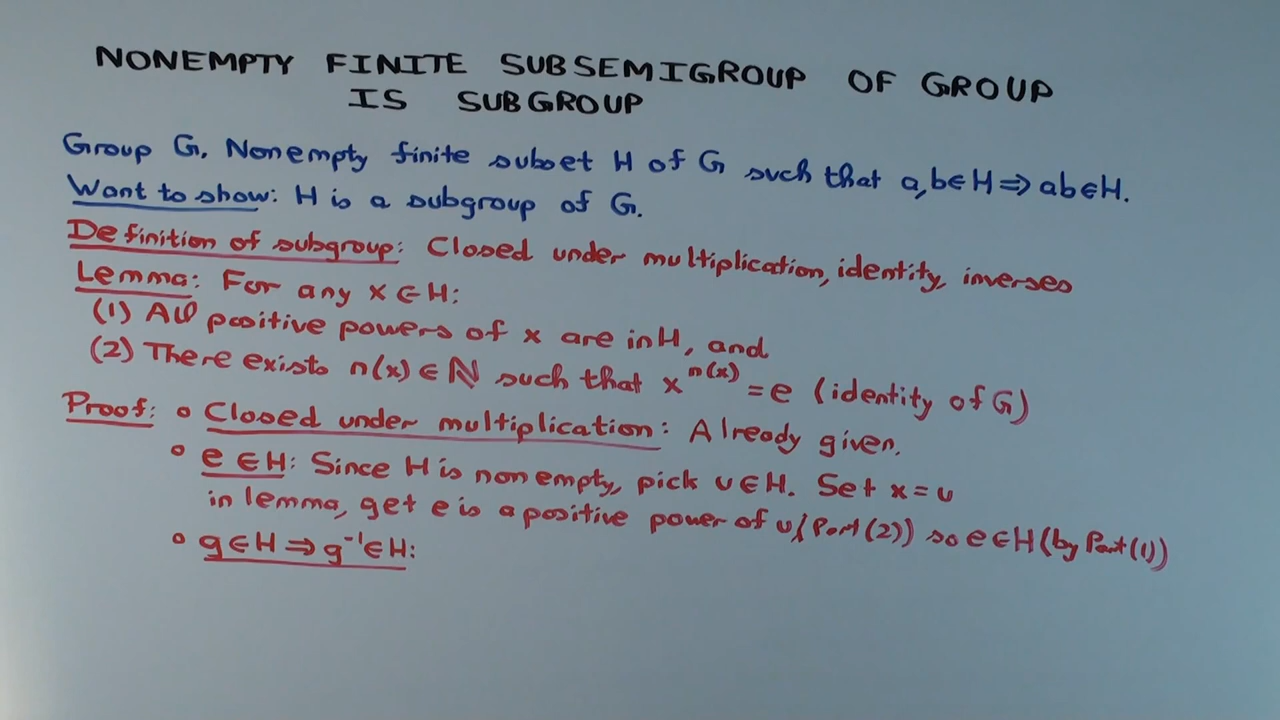 NONEMPTY FINITE SUBSEMIGROUP OF GROUP
IS SUBGROUP
Group G. Nonempty finite subset H of G such that a,b∈H⇒ab∈H.
Want to show: H is a subgroup of G.
Definition of subgroup: Closed under multiplication, identity, inverses
Lemma: For any x∈H:
(1) All positive powers of x are in H, and
(2) There exists n(x)∈ℕ such that x^n(x) = e (identity of G)
Proof: • Closed under multiplication: Already given.
• e∈H: Since H is nonempty, pick u∈H. Set x=u
in lemma, get e is a positive power of u (Part (2)) so e∈H (by Part (1))
• g∈H⇒g⁻¹∈H: